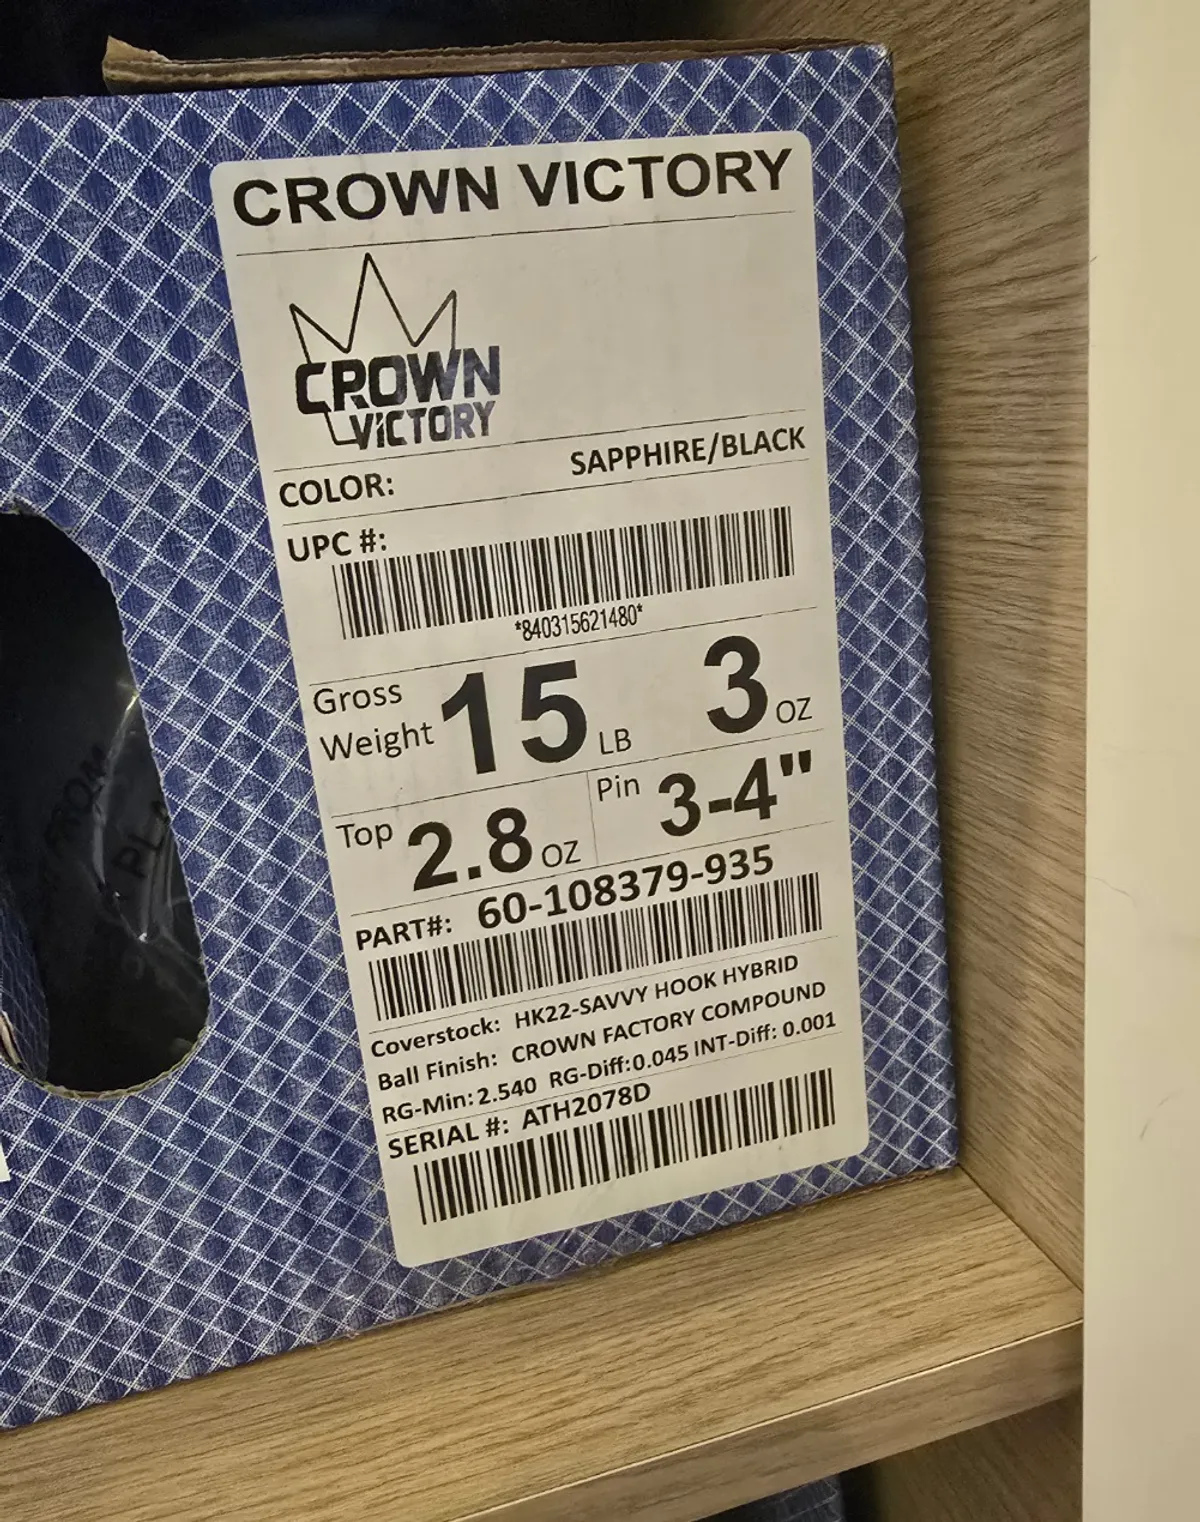 CROWN VICTORY
CROWN
VICTORY
COLOR: SAPPHIRE/BLACK
UPC #:
*840315621480*
Gross Weight 15 LB 3 OZ
Top 2.8 OZ Pin 3-4"
PART#: 60-108379-935
Coverstock: HK22-SAVVY HOOK HYBRID
Ball Finish: CROWN FACTORY COMPOUND
RG-Min: 2.540 RG-Diff:0.045 INT-Diff: 0.001
SERIAL #: ATH2078D